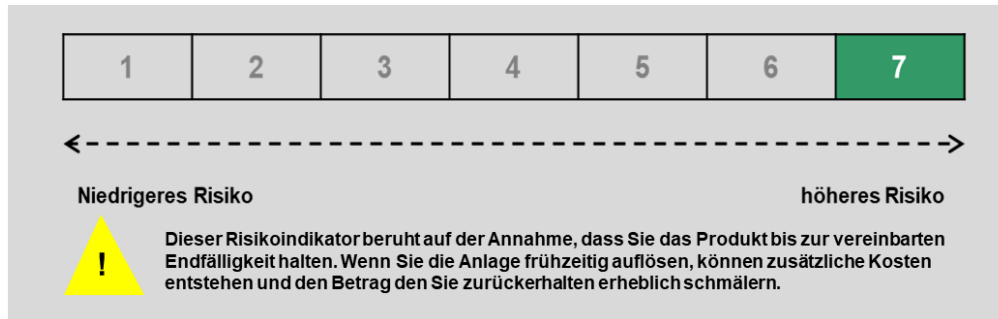 1 2 3 4 5 6 7
Niedrigeres Risiko höheres Risiko
! Dieser Risikoindikator beruht auf der Annahme, dass Sie das Produkt bis zur vereinbarten
Endfälligkeit halten. Wenn Sie die Anlage frühzeitig auflösen, können zusätzliche Kosten
entstehen und den Betrag den Sie zurückerhalten erheblich schmälern.